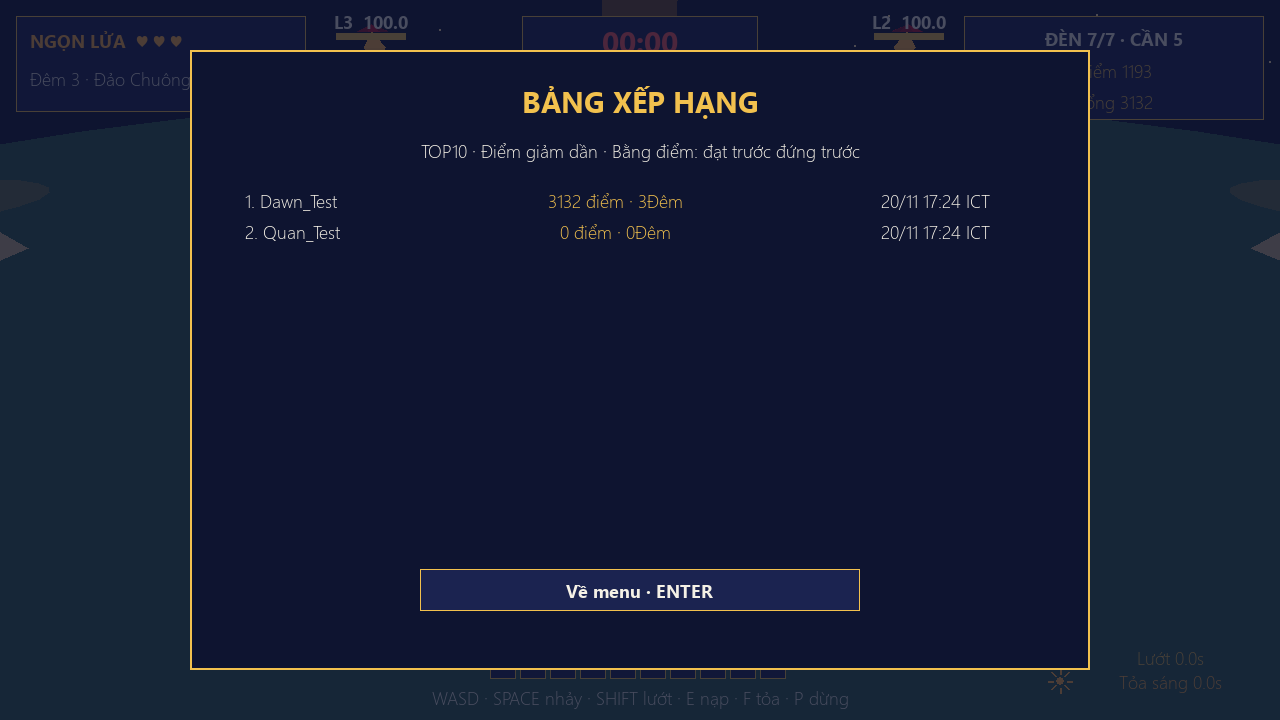 L3 100.0
L2 100.0
NGỌN LỬA ♥ ♥ ♥
00:00
ĐÈN 7/7 · CẦN 5
Đêm 3 · Đảo Chuông
1193
3132
BẢNG XẾP HẠNG
TOP10 · Điểm giảm dần · Bằng điểm: đạt trước đứng trước
1. Dawn_Test 3132 điểm · 3Đêm 20/11 17:24 ICT
2. Quan_Test 0 điểm · 0Đêm 20/11 17:24 ICT
Về menu · ENTER
Lướt 0.0s
Tỏa sáng 0.0s
WASD · SPACE nhảy · SHIFT lướt · E nạp · F tỏa · P dừng